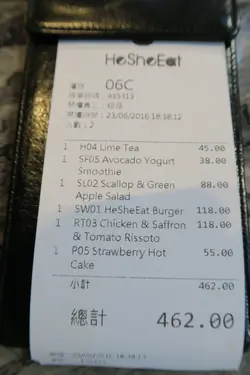 HeSheEat
06C
23/06/2016 18:38:12
: 2
1 H04 Lime Tea 45.00
1 SF05 Avocado Yogurt 38.00
Smoothie
1 SL02 Scallop & Green 88.00
Apple Salad
1 SW01 HeSheEat Burger 118.00
1 RT03 Chicken & Saffron 118.00
& Tomato Rissoto
1 P05 Strawberry Hot 55.00
Cake
小計 462.00
總計 462.00